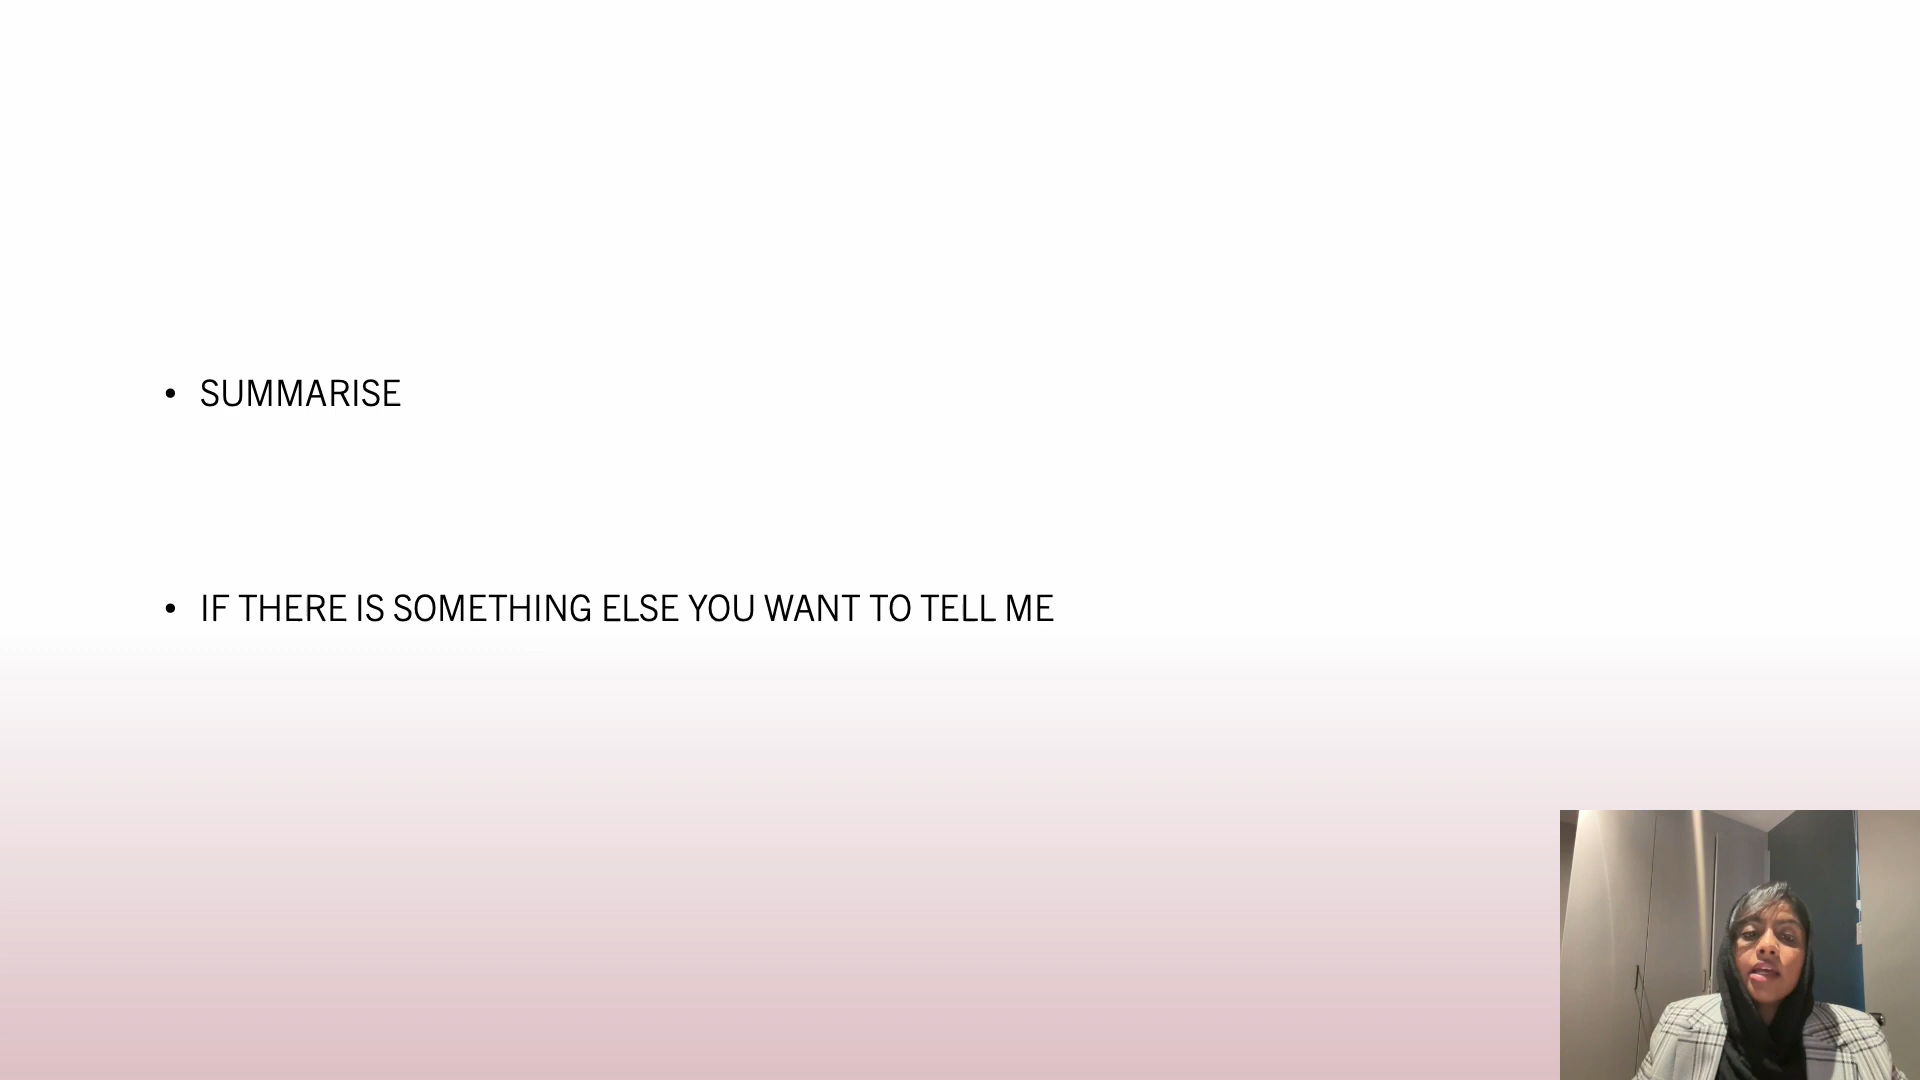 • SUMMARISE
• IF THERE IS SOMETHING ELSE YOU WANT TO TELL ME